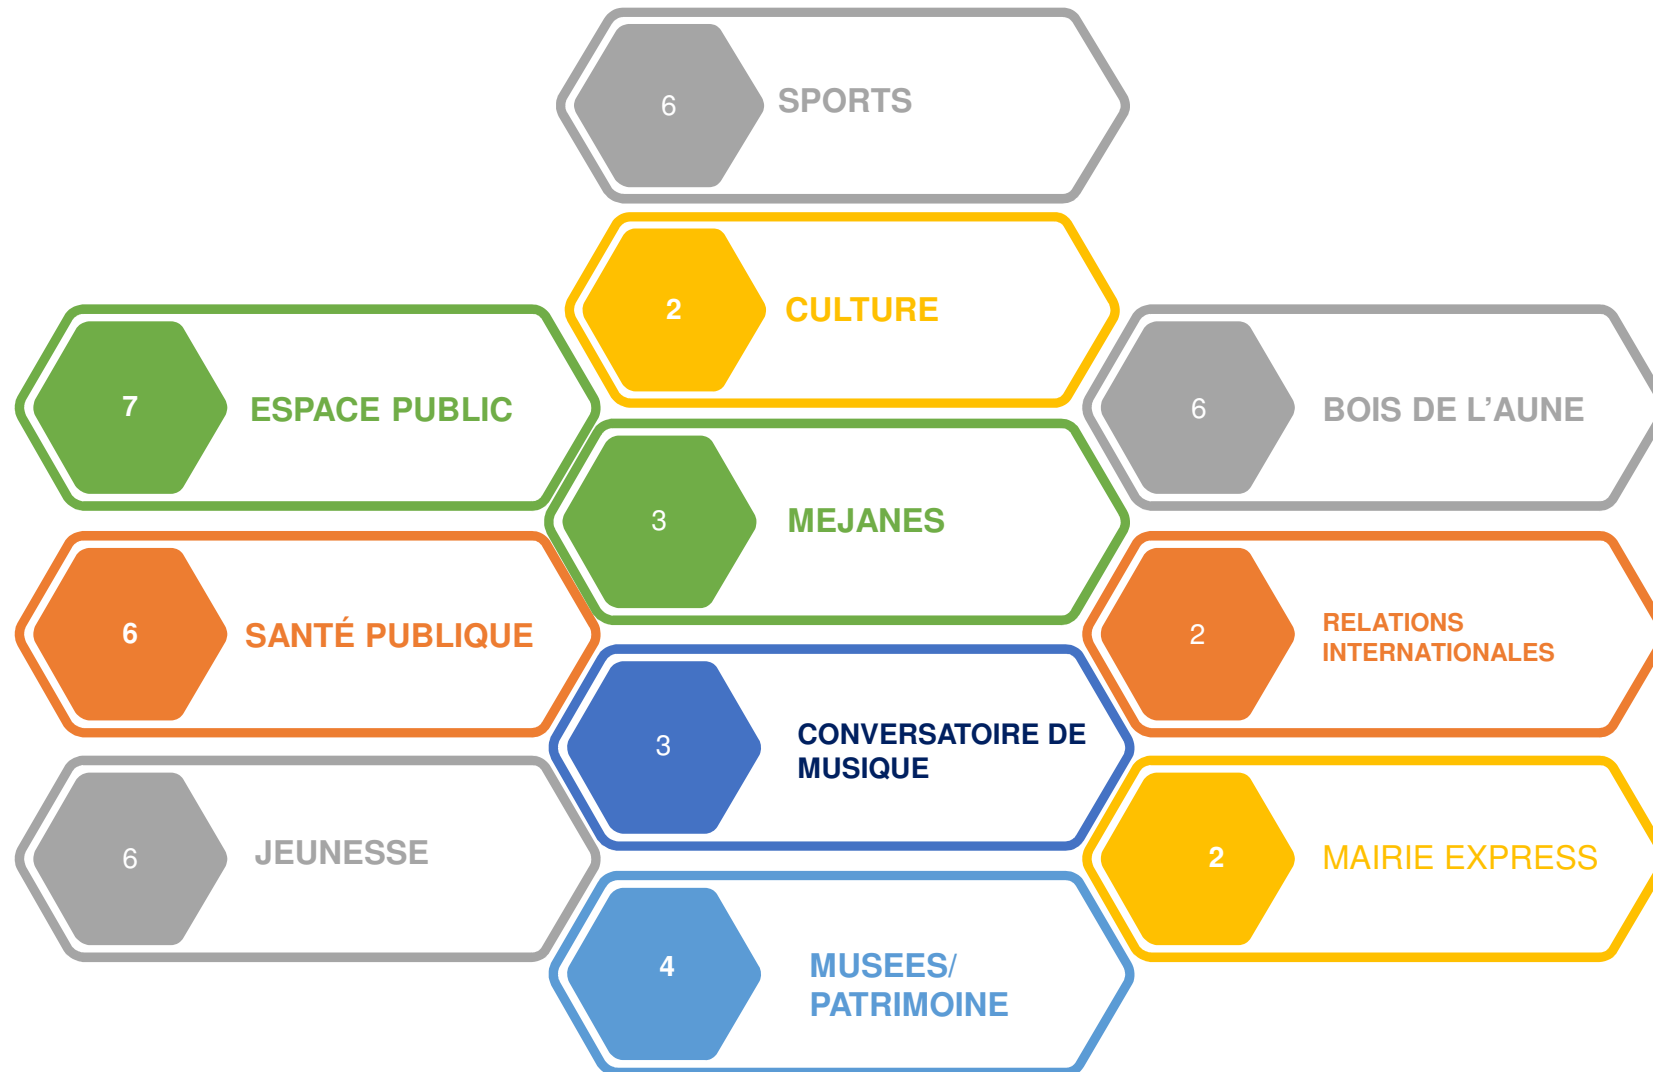 6
SPORTS
2
CULTURE
7
ESPACE PUBLIC
6
BOIS DE L’AUNE
3
MEJANES
6
SANTÉ PUBLIQUE
2
RELATIONS
INTERNATIONALES
3
CONVERSATOIRE DE
MUSIQUE
6
JEUNESSE
2
MAIRIE EXPRESS
4
MUSEES/
PATRIMOINE